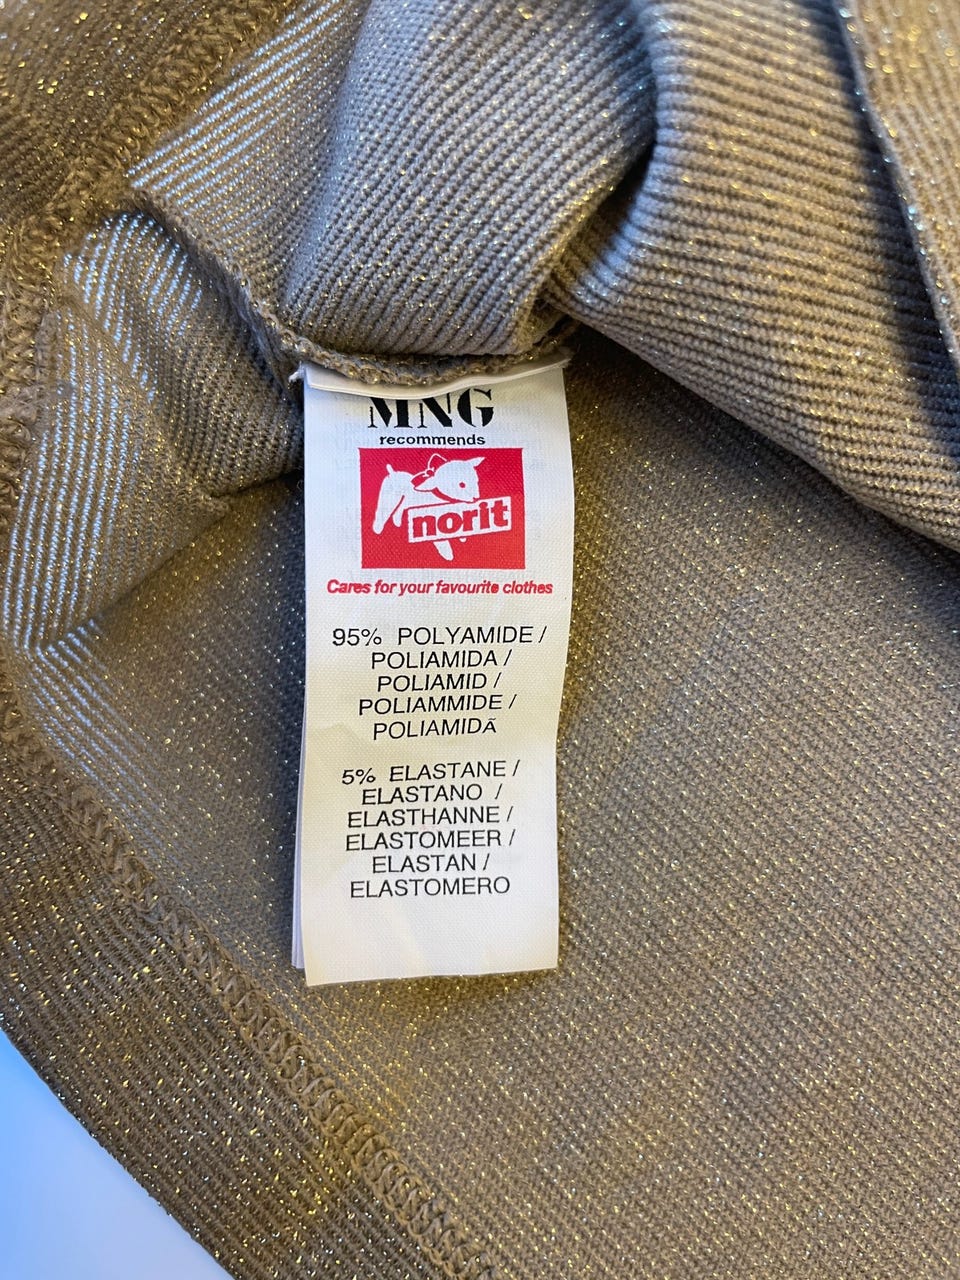 MNG
recommends
norit
Cares for your favourite clothes
95% POLYAMIDE /
POLIAMIDA /
POLIAMID /
POLIAMMIDE /
POLIAMIDÃ
5% ELASTANE /
ELASTANO /
ELASTHANNE /
ELASTOMEER /
ELASTAN /
ELASTOMERO